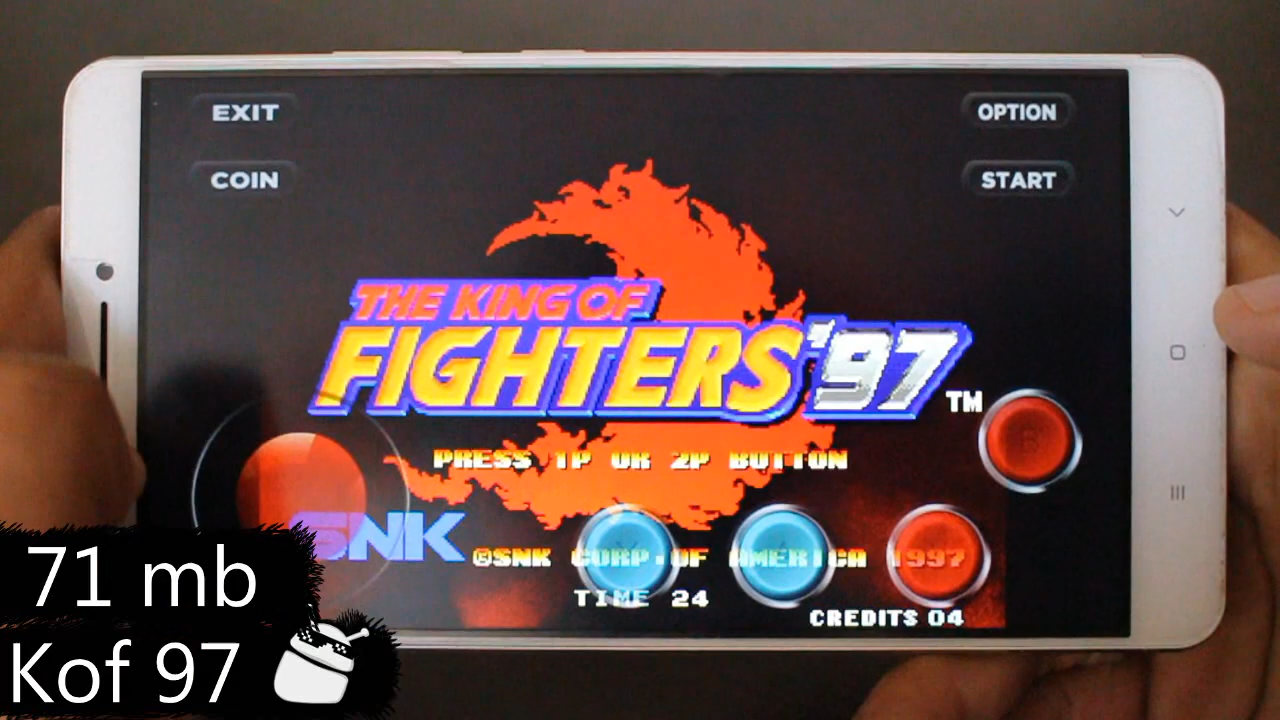 EXIT
OPTION
COIN
START
THE KING OF
FIGHTERS '97 TM
PRESS 1P OR 2P BUTTON
SNK
©SNK CORP.OF AMERICA 1997
TIME 24
CREDITS 04
71 mb
Kof 97